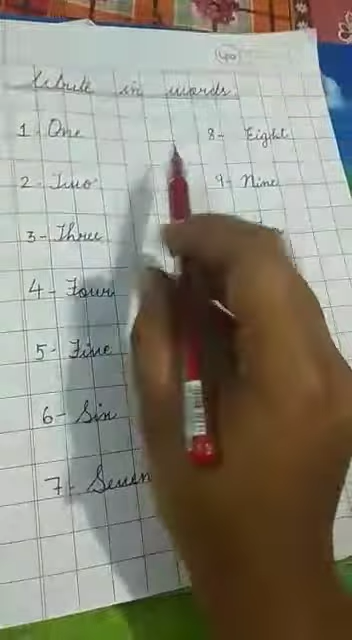 40
Write in words
1. One
2- Two
3- Three
4- Four
5- Five
6- Six
7- Seven
8- Eight
9- Nine